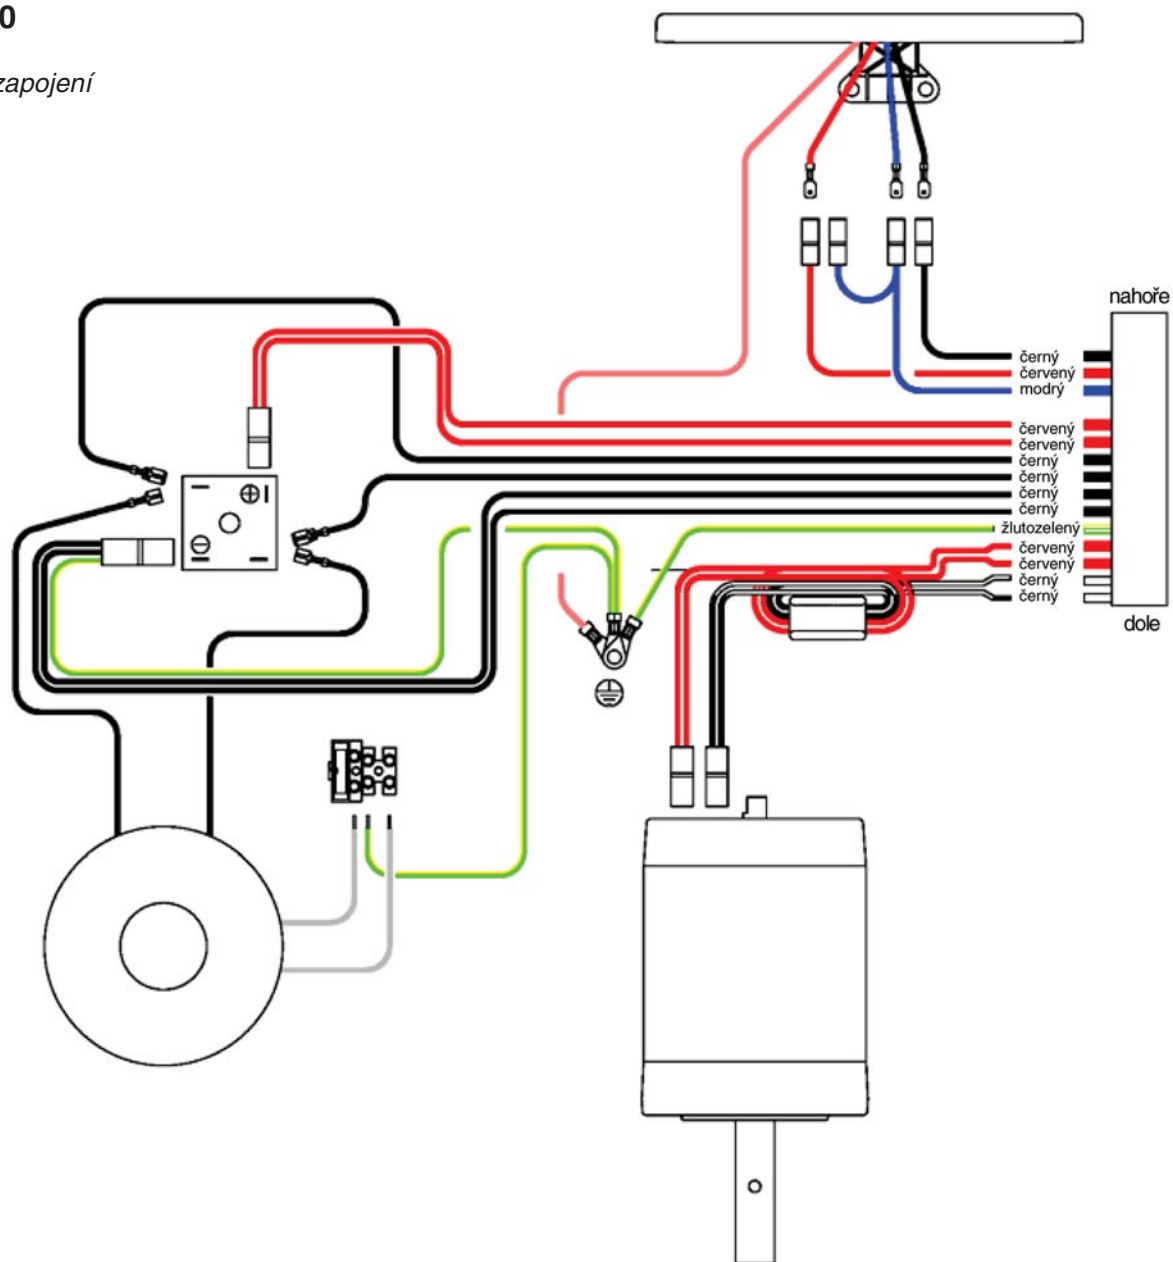 0
zapojení
nahoře
černý
červený
modrý
červený
červený
černý
černý
černý
černý
žlutozelený
červený
červený
černý
černý
dole